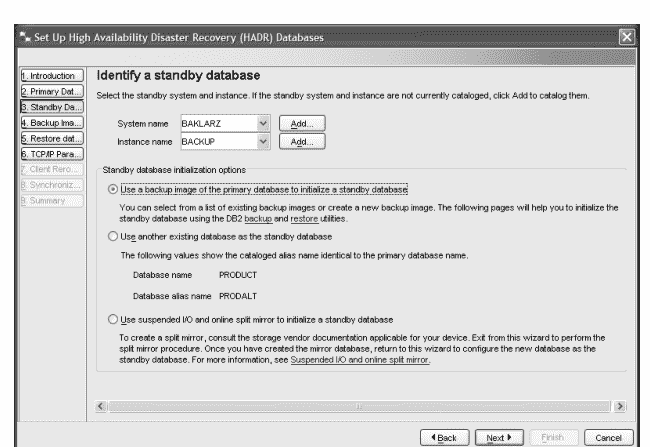 Set Up High Availability Disaster Recovery (HADR) Databases
1. Introduction
2. Primary Dat...
3. Standby Da...
4. Backup Ima...
5. Restore dat...
6. TCP/IP Para...
7. Client Rero...
8. Synchroniz...
9. Summary
Identify a standby database
Select the standby system and instance. If the standby system and instance are not currently cataloged, click Add to catalog them.
System name BAKLARZ Add...
Instance name BACKUP Add...
Standby database initialization options
Use a backup image of the primary database to initialize a standby database
You can select from a list of existing backup images or create a new backup image. The following pages will help you to initialize the
standby database using the DB2 backup and restore utilities.
Use another existing database as the standby database
The following values show the cataloged alias name identical to the primary database name.
Database name PRODUCT
Database alias name PRODALT
Use suspended I/O and online split mirror to initialize a standby database
To create a split mirror, consult the storage vendor documentation applicable for your device. Exit from this wizard to perform the
split mirror procedure. Once you have created the mirror database, return to this wizard to configure the new database as the
standby database. For more information, see Suspended I/O and online split mirror.
Back Next Finish Cancel